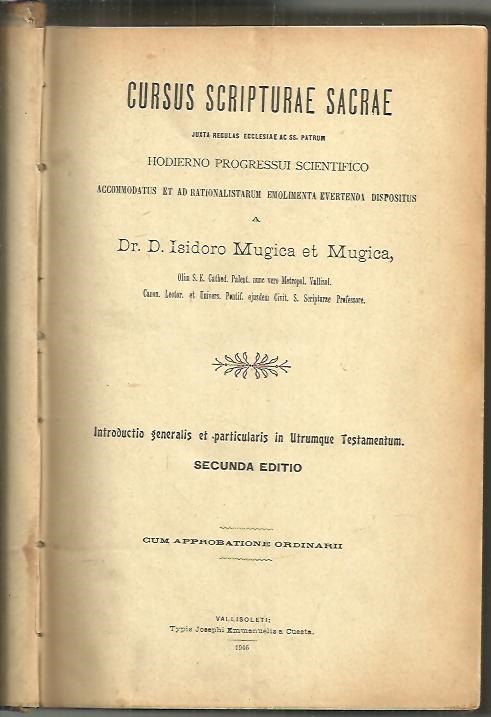 CURSUS SCRIPTURAE SACRAE
JUXTA REGULAS ECCLESIAE AC SS. PATRUM
HODIERNO PROGRESSUI SCIENTIFICO
ACCOMMODATUS ET AD RATIONALISTARUM EMOLIMENTA EVERTENDA DISPOSITUS
A
Dr. D. Isidoro Mugica et Mugica,
Olim S. E. Cathed. Palent. nunc vero Metropol. Vallisol.
Canon. Lector. et Univers. Pontif. ejusdem Civit. S. Scripturae Professore.
Introductio generalis et particularis in Utrumque Testamentum.
SECUNDA EDITIO
CUM APPROBATIONE ORDINARII
VALLISOLETI:
Typis Josephi Emmanuelis a Cuesta.